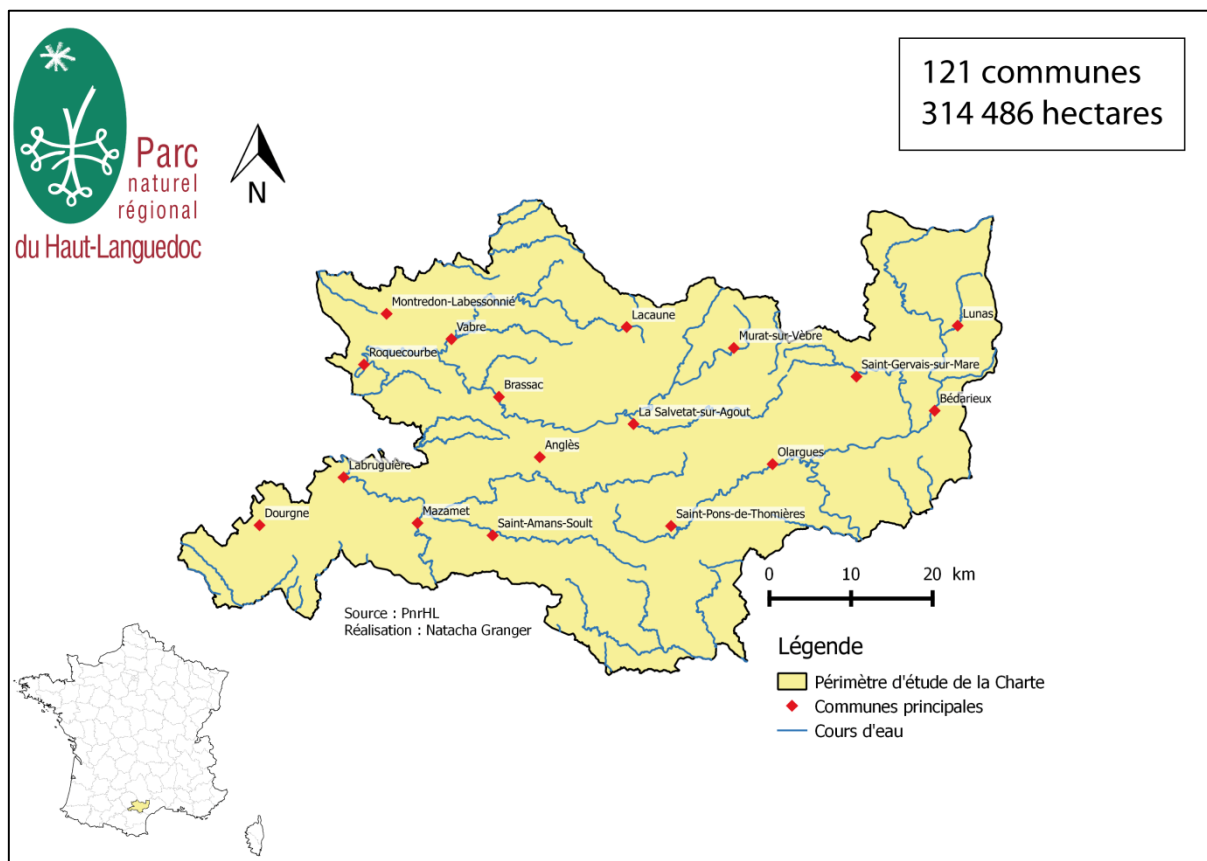 121 communes
314 486 hectares
Parc
naturel
régional
du Haut-Languedoc
N
Montredon-Labessonnié
Vabre
Lacaune
Lunas
Murat-sur-Vèbre
Roquecourbe
Saint-Gervais-sur-Mare
Brassac
La Salvetat-sur-Agout
Bédarieux
Anglès
Olargues
Labruguière
Dourgne
Mazamet
Saint-Amans-Soult
Saint-Pons-de-Thomières
0 10 20 km
Source : PnrHL
Réalisation : Natacha Granger
Légende
Périmètre d'étude de la Charte
Communes principales
Cours d'eau